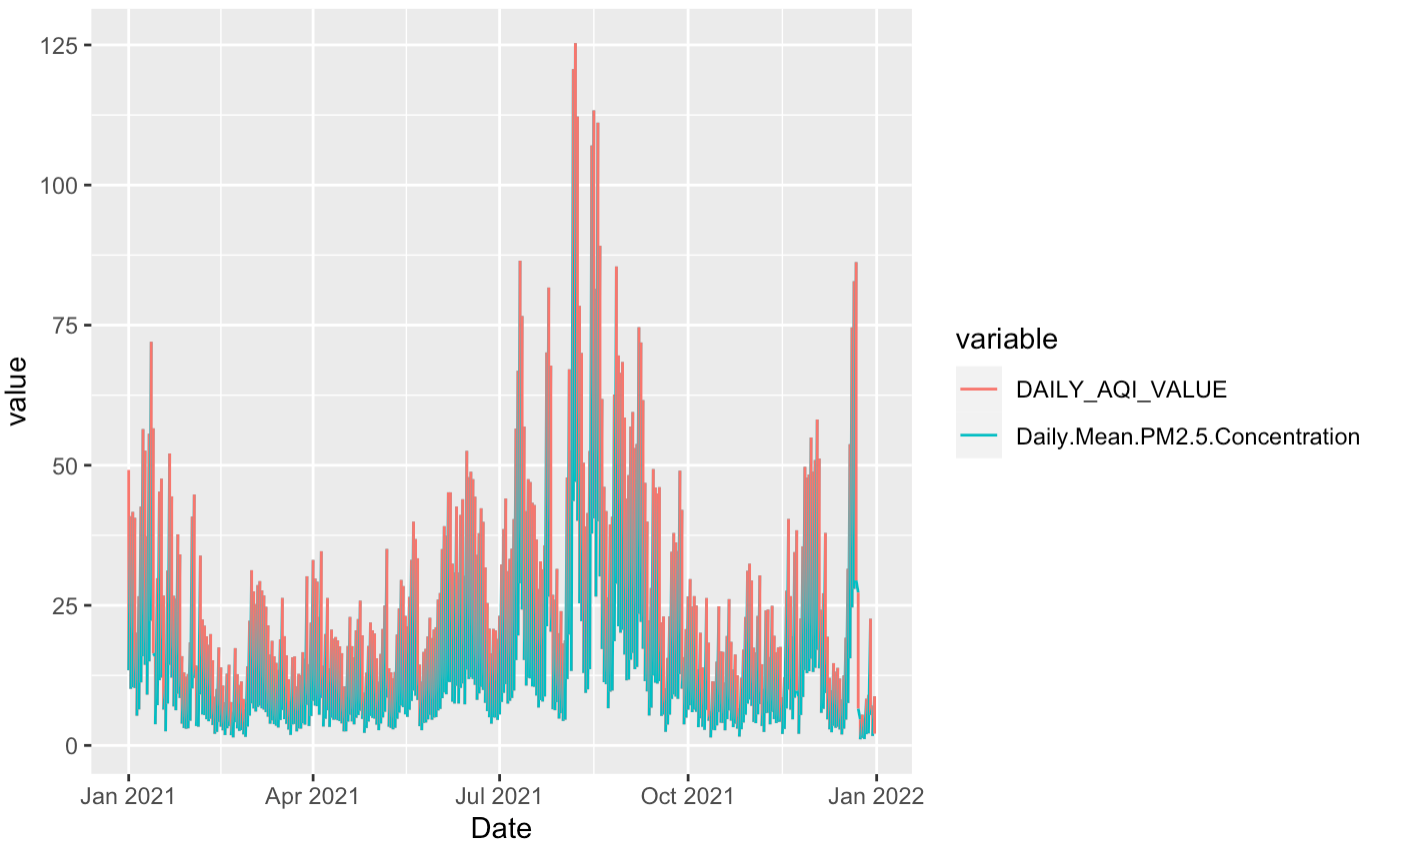 125
100
75
50
25
0
value
Jan 2021
Apr 2021
Jul 2021
Oct 2021
Jan 2022
Date
variable
DAILY_AQI_VALUE
Daily.Mean.PM2.5.Concentration